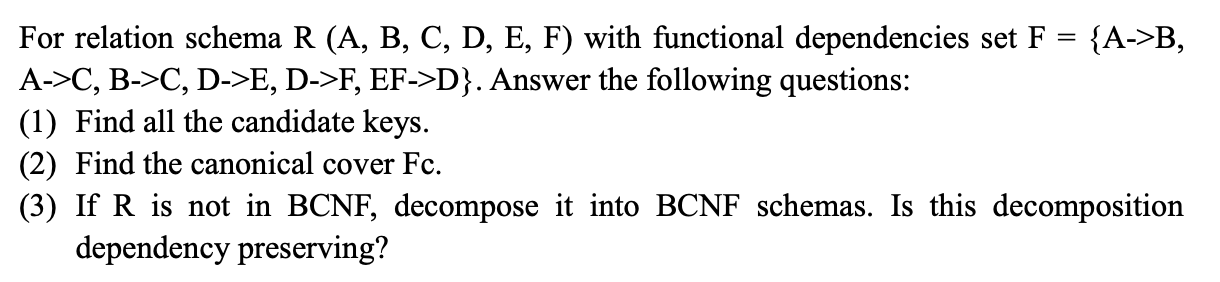 For relation schema R (A, B, C, D, E, F) with functional dependencies set F = {A->B,
A->C, B->C, D->E, D->F, EF->D}. Answer the following questions:
(1) Find all the candidate keys.
(2) Find the canonical cover Fc.
(3) If R is not in BCNF, decompose it into BCNF schemas. Is this decomposition
dependency preserving?